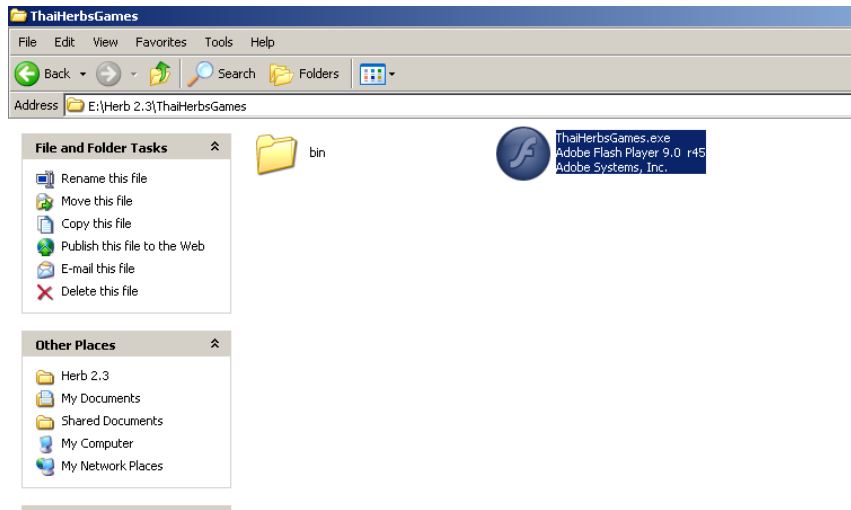 ThaiHerbsGames
File Edit View Favorites Tools Help
Back Search Folders
Address E:\Herb 2.3\ThaiHerbsGames
File and Folder Tasks
Rename this file
Move this file
Copy this file
Publish this file to the Web
E-mail this file
Delete this file
Other Places
Herb 2.3
My Documents
Shared Documents
My Computer
My Network Places
bin
ThaiHerbsGames.exe
Adobe Flash Player 9.0 r45
Adobe Systems, Inc.